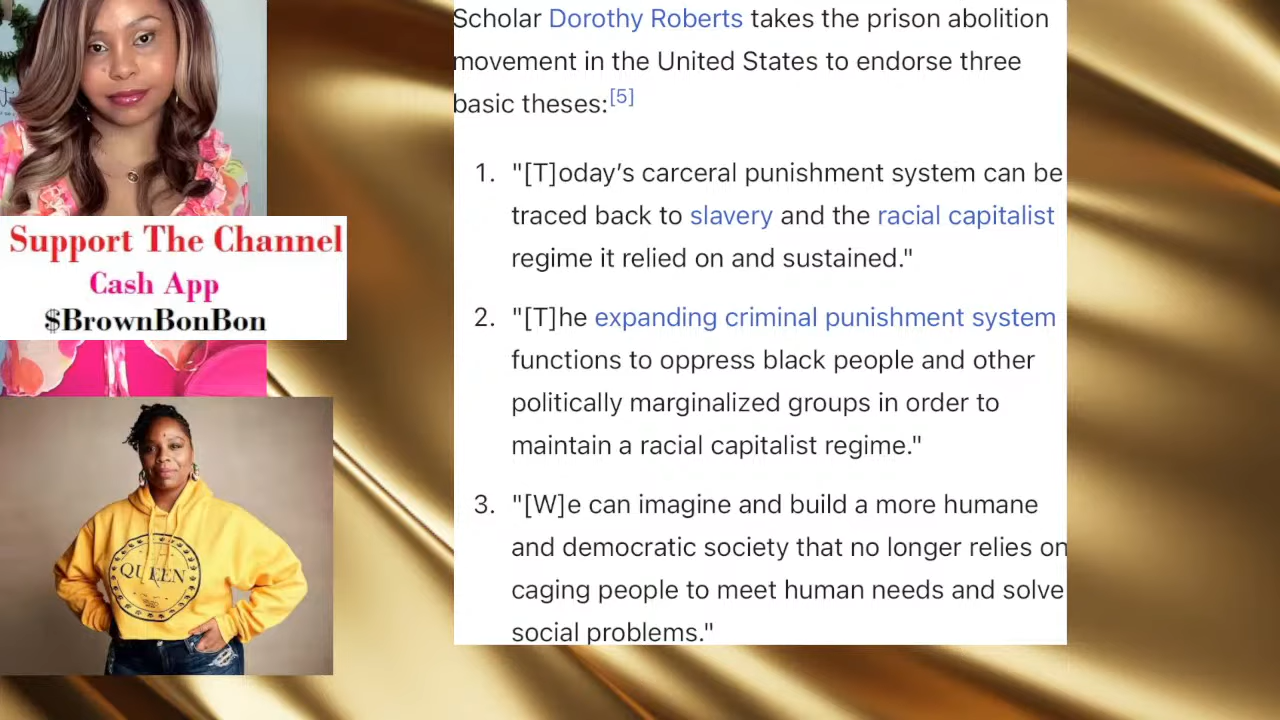 Support The Channel
Cash App
$BrownBonBon
QUEEN
Scholar Dorothy Roberts takes the prison abolition
movement in the United States to endorse three
basic theses:[5]
1. "[T]oday’s carceral punishment system can be
traced back to slavery and the racial capitalist
regime it relied on and sustained."
2. "[T]he expanding criminal punishment system
functions to oppress black people and other
politically marginalized groups in order to
maintain a racial capitalist regime."
3. "[W]e can imagine and build a more humane
and democratic society that no longer relies on
caging people to meet human needs and solve
social problems."